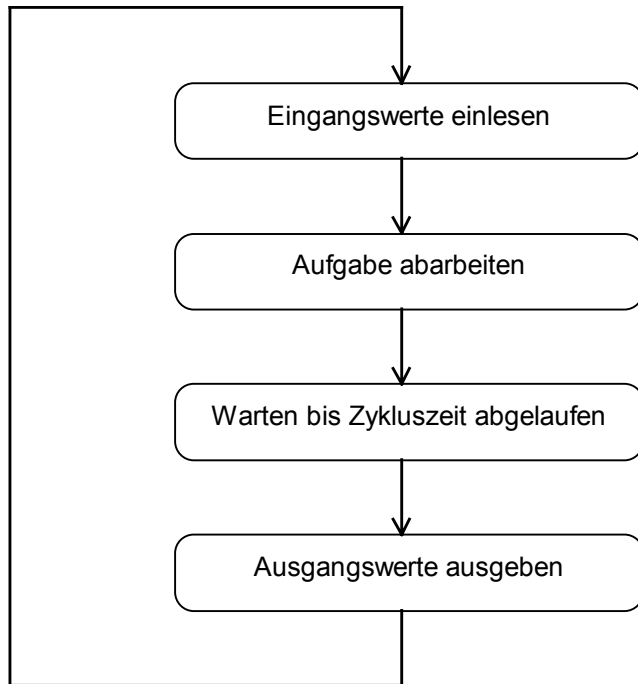 Eingangswerte einlesen
Aufgabe abarbeiten
Warten bis Zykluszeit abgelaufen
Ausgangswerte ausgeben